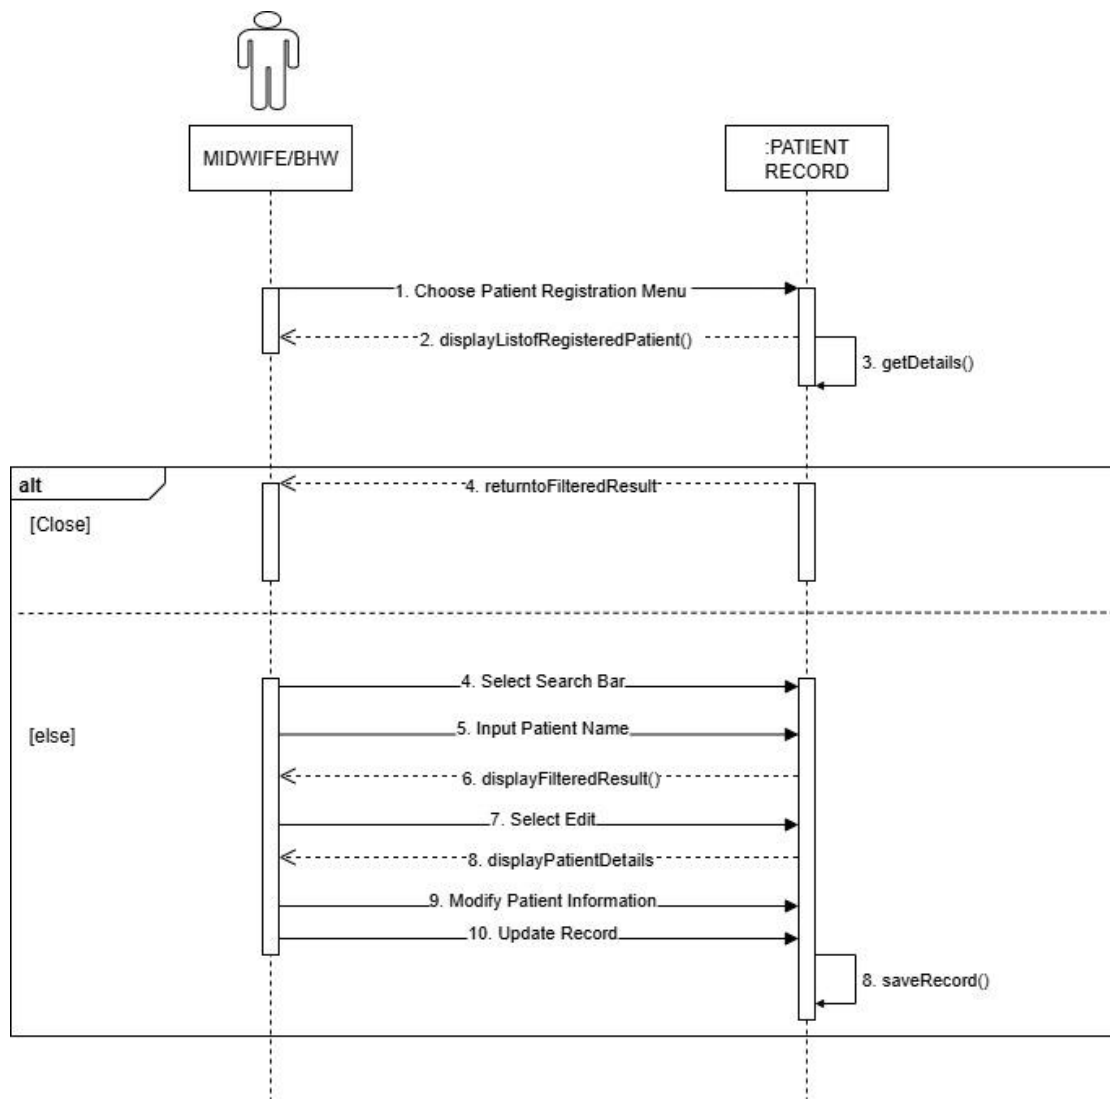 MIDWIFE/BHW
:PATIENT
RECORD
1. Choose Patient Registration Menu
2. displayListofRegisteredPatient()
3. getDetails()
alt
4. returntoFilteredResult
[Close]
4. Select Search Bar
5. Input Patient Name
[else]
6. displayFilteredResult()
7. Select Edit
8. displayPatientDetails
9. Modify Patient Information
10. Update Record
8. saveRecord()